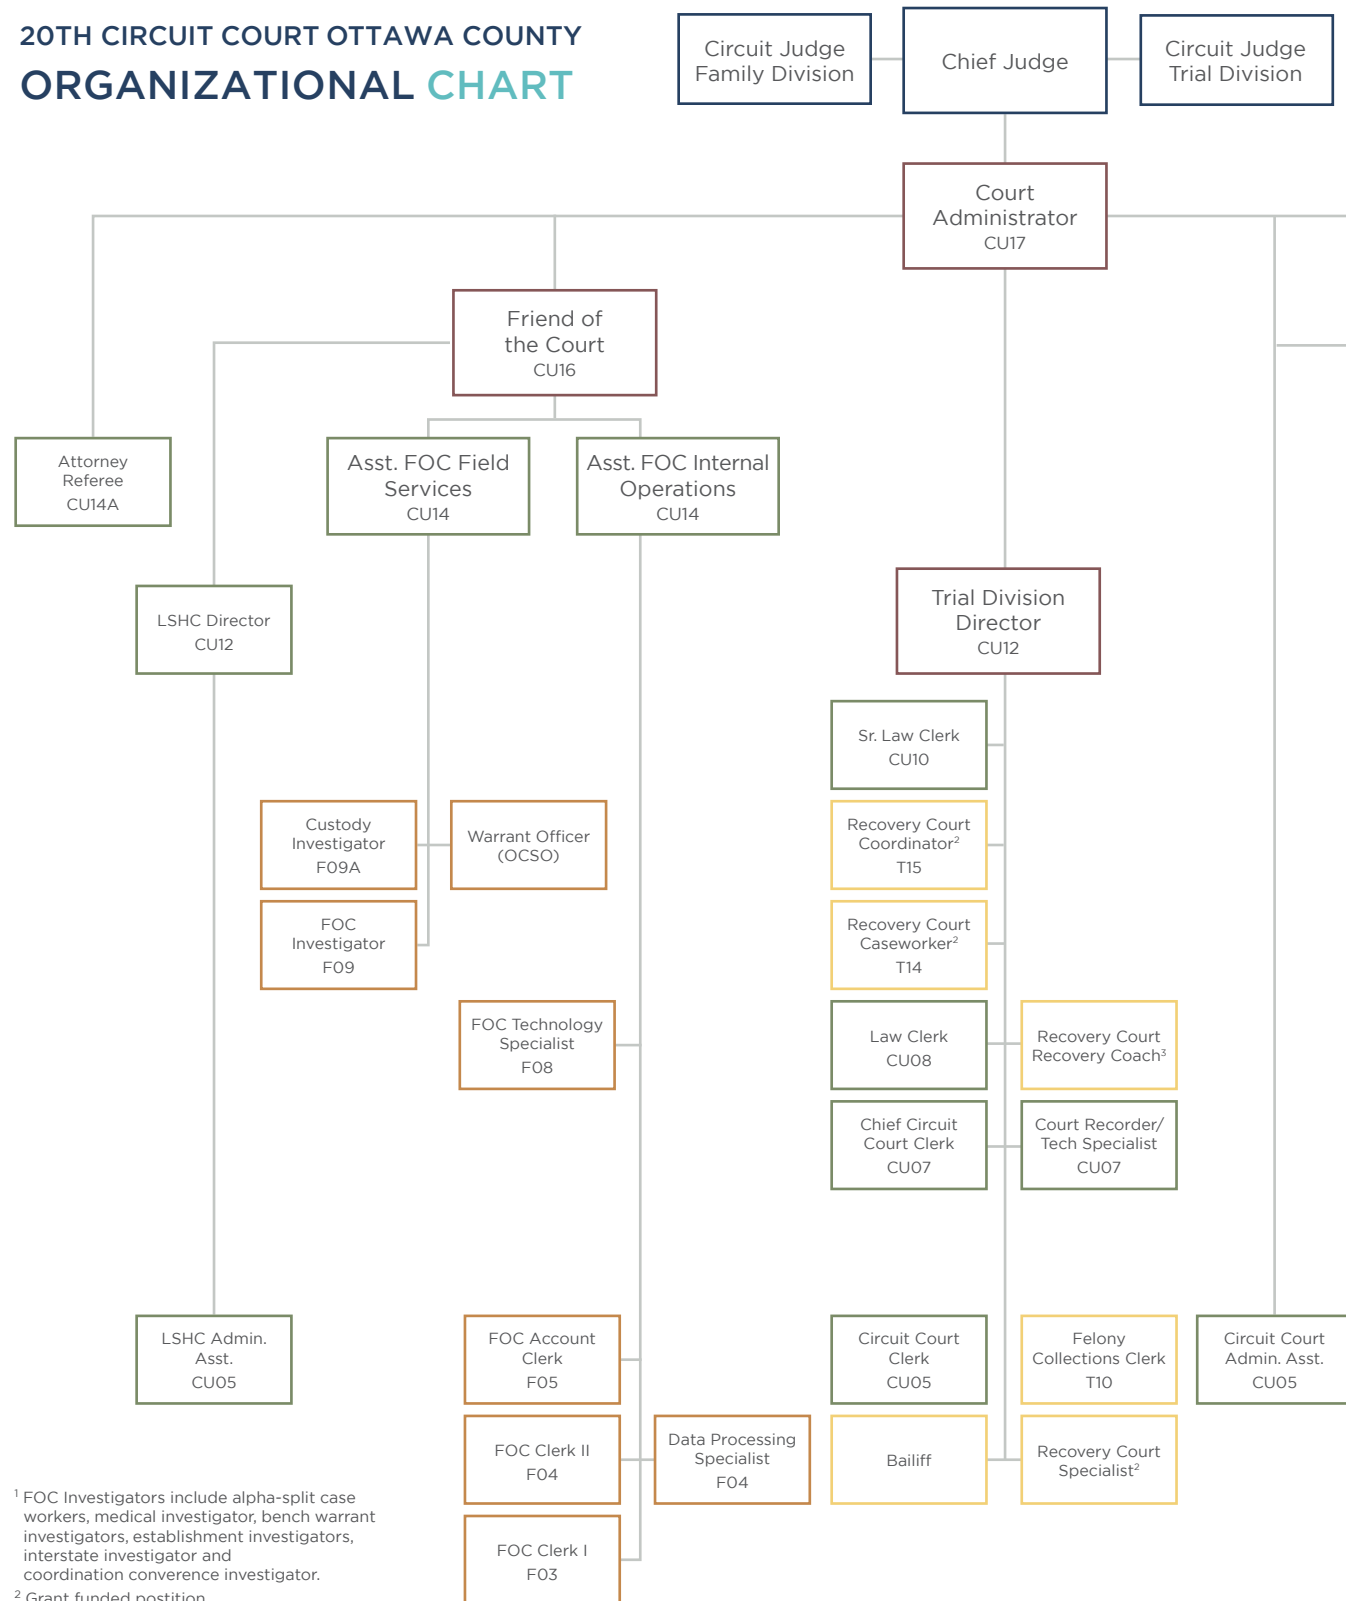 20TH CIRCUIT COURT OTTAWA COUNTY
ORGANIZATIONAL CHART
Circuit Judge
Family Division
Chief Judge
Circuit Judge
Trial Division
Court
Administrator
CU17
Friend of
the Court
CU16
Attorney
Referee
CU14A
Asst. FOC Field
Services
CU14
Asst. FOC Internal
Operations
CU14
LSHC Director
CU12
Trial Division
Director
CU12
Sr. Law Clerk
CU10
Custody
Investigator
F09A
Warrant Officer
(OCSO)
Recovery Court
Coordinator²
T15
FOC
Investigator
F09
Recovery Court
Caseworker²
T14
FOC Technology
Specialist
F08
Law Clerk
CU08
Recovery Court
Recovery Coach³
Chief Circuit
Court Clerk
CU07
Court Recorder/
Tech Specialist
CU07
LSHC Admin.
Asst.
CU05
FOC Account
Clerk
F05
Circuit Court
Clerk
CU05
Felony
Collections Clerk
T10
Circuit Court
Admin. Asst.
CU05
FOC Clerk II
F04
Data Processing
Specialist
F04
Bailiff
Recovery Court
Specialist²
FOC Clerk I
F03
¹ FOC Investigators include alpha-split case
workers, medical investigator, bench warrant
investigators, establishment investigators,
interstate investigator and
coordination converence investigator.
² Grant funded postition